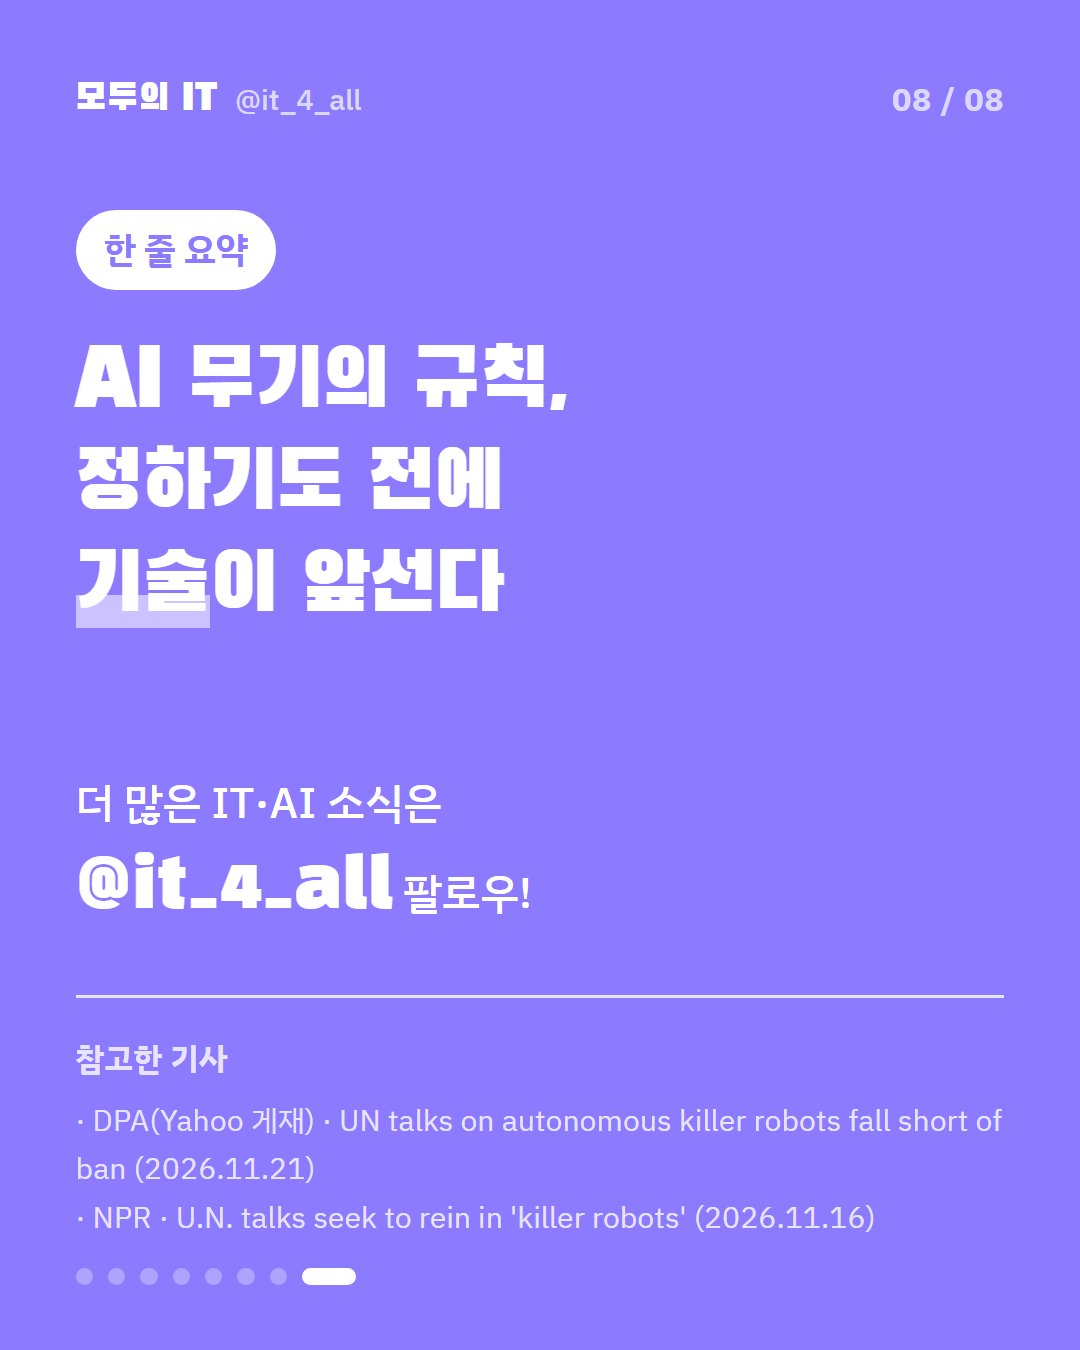 모두의 IT @it_4_all
08 / 08
한 줄 요약
AI 무기의 규칙,
정하기도 전에
기술이 앞선다
더 많은 IT·AI 소식은
@it_4_all 팔로우!
참고한 기사
· DPA(Yahoo 게재) · UN talks on autonomous killer robots fall short of
ban (2026.11.21)
· NPR · U.N. talks seek to rein in 'killer robots' (2026.11.16)